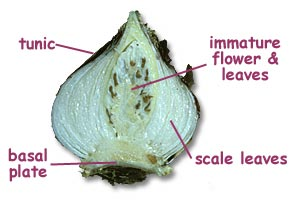 tunic
immature
flower &
leaves
basal
plate
scale leaves